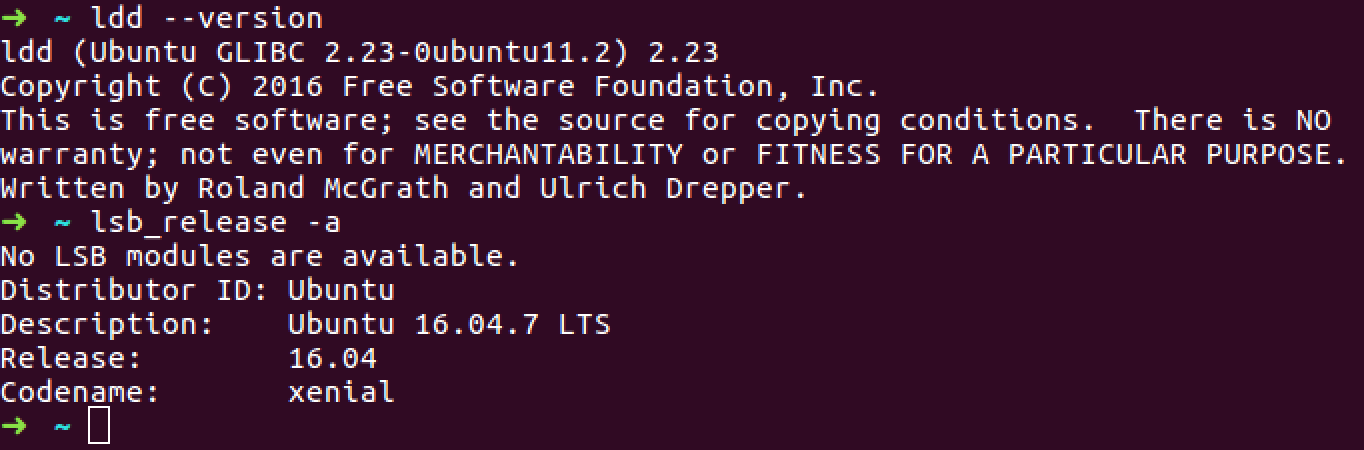 ➜ ~ ldd --version
ldd (Ubuntu GLIBC 2.23-0ubuntu11.2) 2.23
Copyright (C) 2016 Free Software Foundation, Inc.
This is free software; see the source for copying conditions.  There is NO
warranty; not even for MERCHANTABILITY or FITNESS FOR A PARTICULAR PURPOSE.
Written by Roland McGrath and Ulrich Drepper.
➜ ~ lsb_release -a
No LSB modules are available.
Distributor ID: Ubuntu
Description:    Ubuntu 16.04.7 LTS
Release:        16.04
Codename:       xenial
➜ ~